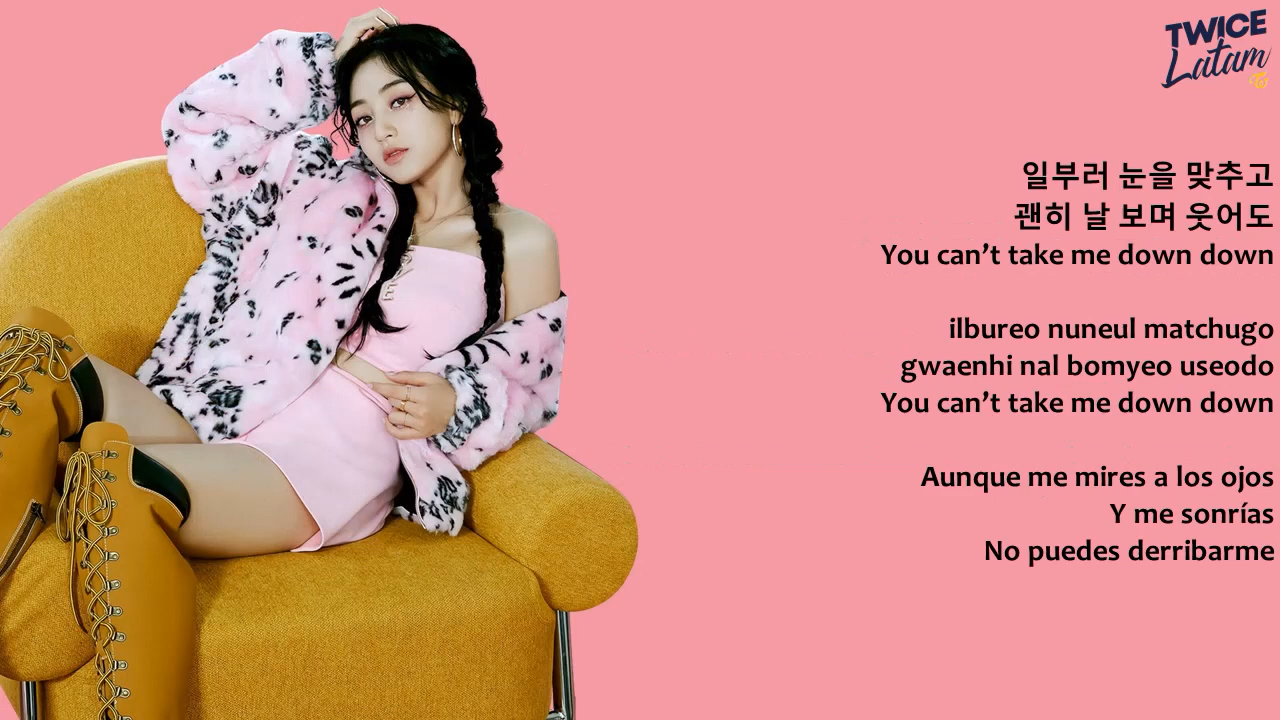 TWICE
Latam
일부러 눈을 맞추고
괜히 날 보며 웃어도
You can't take me down down
ilbureo nuneul matchugo
gwaenhi nal bomyeo useodo
You can't take me down down
Aunque me mires a los ojos
Y me sonrías
No puedes derribarme